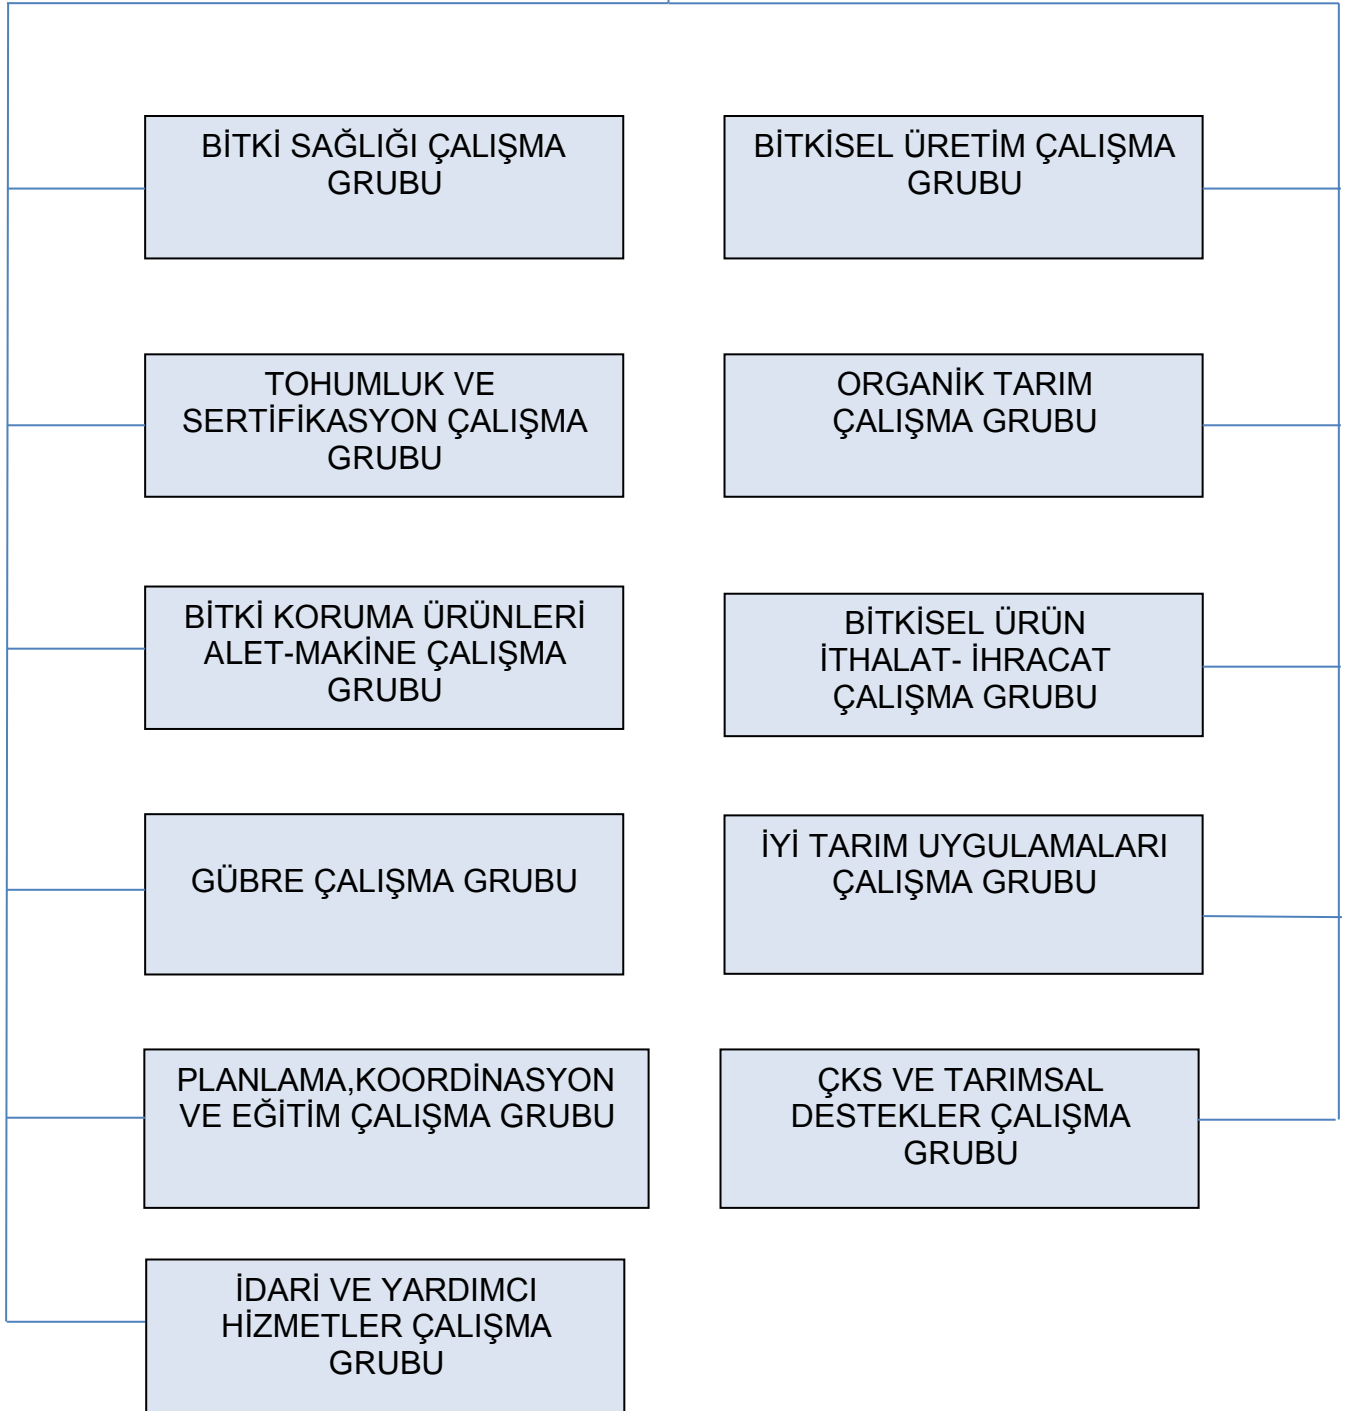 BİTKİ SAĞLIĞI ÇALIŞMA
GRUBU
BİTKİSEL ÜRETİM ÇALIŞMA
GRUBU
TOHUMLUK VE
SERTİFİKASYON ÇALIŞMA
GRUBU
ORGANİK TARIM
ÇALIŞMA GRUBU
BİTKİ KORUMA ÜRÜNLERİ
ALET-MAKİNE ÇALIŞMA
GRUBU
BİTKİSEL ÜRÜN
İTHALAT- İHRACAT
ÇALIŞMA GRUBU
GÜBRE ÇALIŞMA GRUBU
İYİ TARIM UYGULAMALARI
ÇALIŞMA GRUBU
PLANLAMA,KOORDİNASYON
VE EĞİTİM ÇALIŞMA GRUBU
ÇKS VE TARIMSAL
DESTEKLER ÇALIŞMA
GRUBU
İDARİ VE YARDIMCI
HİZMETLER ÇALIŞMA
GRUBU